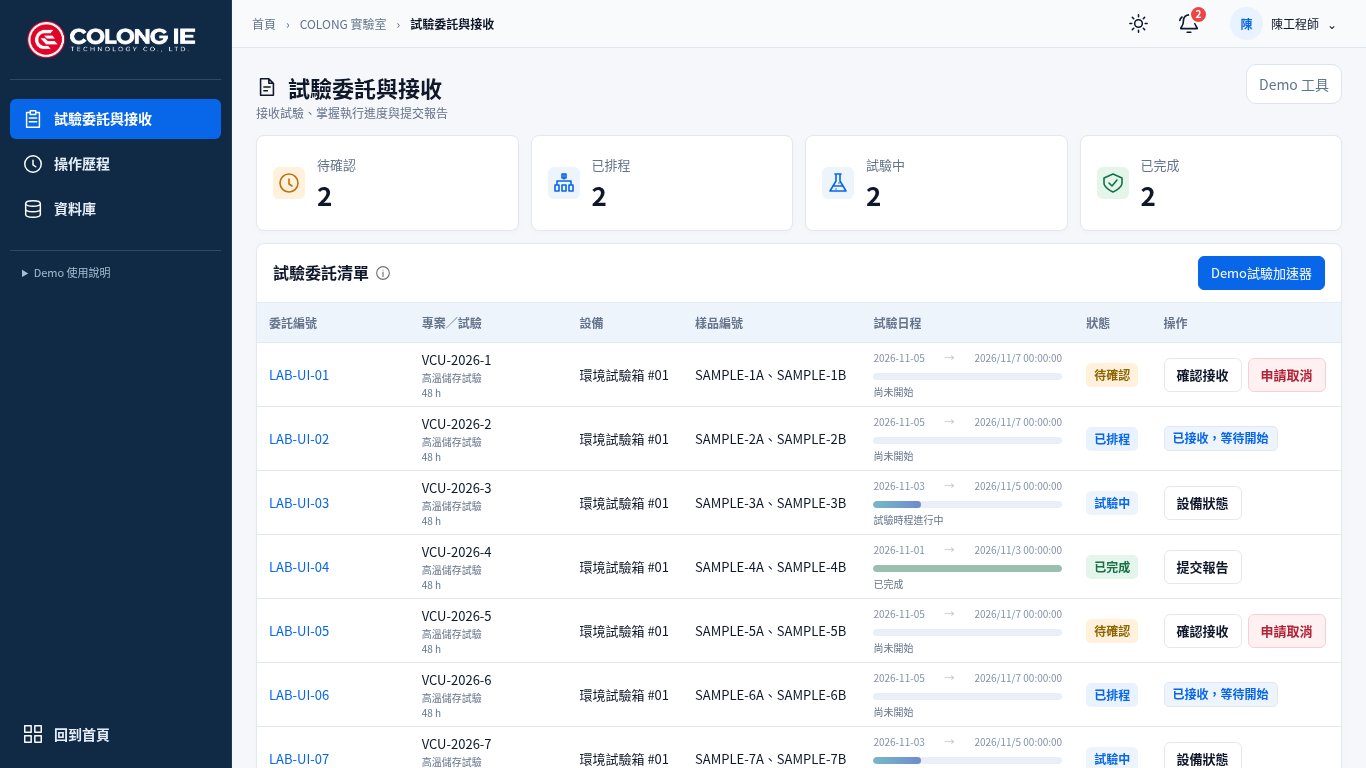 COLONG IE
TECHNOLOGY CO., LTD.
試驗委託與接收
操作歷程
資料庫
Demo 使用說明
回到首頁
首頁 › COLONG 實驗室 › 試驗委託與接收
2
陳 陳工程師
試驗委託與接收
接收試驗、掌握執行進度與提交報告
Demo 工具
待確認
2
已排程
2
試驗中
2
已完成
2
試驗委託清單
Demo試驗加速器
委託編號 專案／試驗 設備 樣品編號 試驗日程 狀態 操作
LAB-UI-01
VCU-2026-1
高溫儲存試驗
48 h
環境試驗箱 #01
SAMPLE-1A、SAMPLE-1B
2026-11-05 → 2026/11/7 00:00:00
尚未開始
待確認
確認接收 申請取消
LAB-UI-02
VCU-2026-2
高溫儲存試驗
48 h
環境試驗箱 #01
SAMPLE-2A、SAMPLE-2B
2026-11-05 → 2026/11/7 00:00:00
尚未開始
已排程
已接收，等待開始
LAB-UI-03
VCU-2026-3
高溫儲存試驗
48 h
環境試驗箱 #01
SAMPLE-3A、SAMPLE-3B
2026-11-03 → 2026/11/5 00:00:00
試驗時程進行中
試驗中
設備狀態
LAB-UI-04
VCU-2026-4
高溫儲存試驗
48 h
環境試驗箱 #01
SAMPLE-4A、SAMPLE-4B
2026-11-01 → 2026/11/3 00:00:00
已完成
已完成
提交報告
LAB-UI-05
VCU-2026-5
高溫儲存試驗
48 h
環境試驗箱 #01
SAMPLE-5A、SAMPLE-5B
2026-11-05 → 2026/11/7 00:00:00
尚未開始
待確認
確認接收 申請取消
LAB-UI-06
VCU-2026-6
高溫儲存試驗
48 h
環境試驗箱 #01
SAMPLE-6A、SAMPLE-6B
2026-11-05 → 2026/11/7 00:00:00
尚未開始
已排程
已接收，等待開始
LAB-UI-07
VCU-2026-7
高溫儲存試驗
環境試驗箱 #01
SAMPLE-7A、SAMPLE-7B
2026-11-03 → 2026/11/5 00:00:00
試驗中
設備狀態